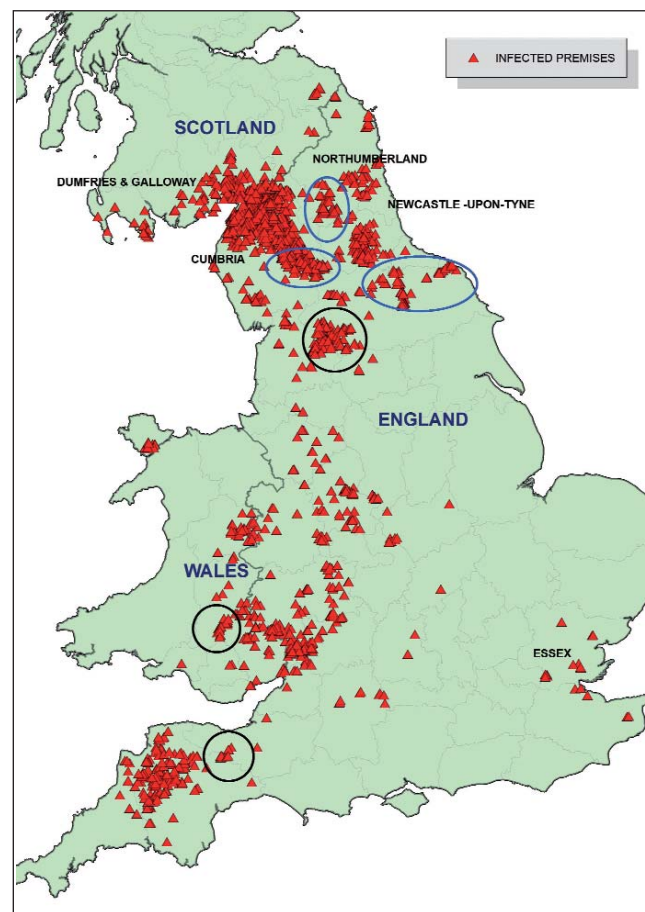 INFECTED PREMISES
SCOTLAND
NORTHUMBERLAND
DUMFRIES & GALLOWAY
NEWCASTLE -UPON-TYNE
CUMBRIA
ENGLAND
WALES
ESSEX